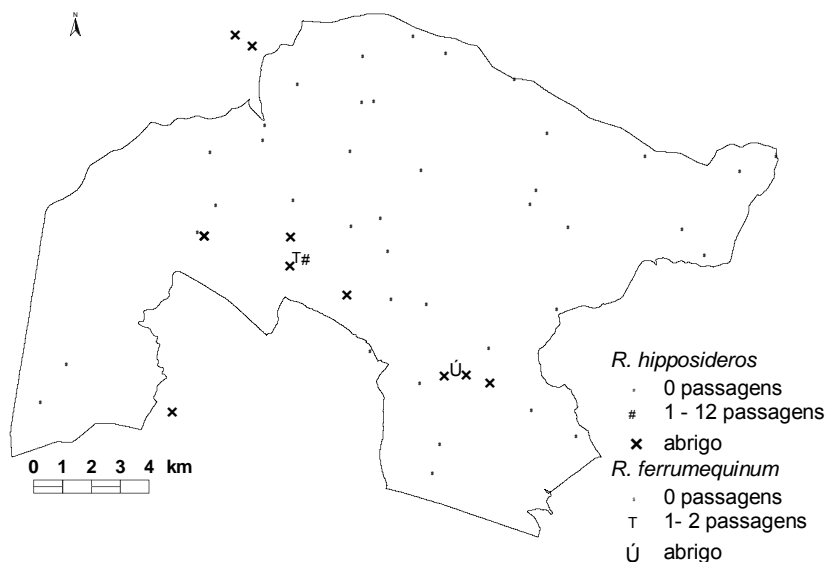 N
T#
Ú
0 1 2 3 4 km
R. hipposideros
0 passagens
# 1 - 12 passagens
abrigo
R. ferrumequinum
0 passagens
T 1- 2 passagens
Ú abrigo